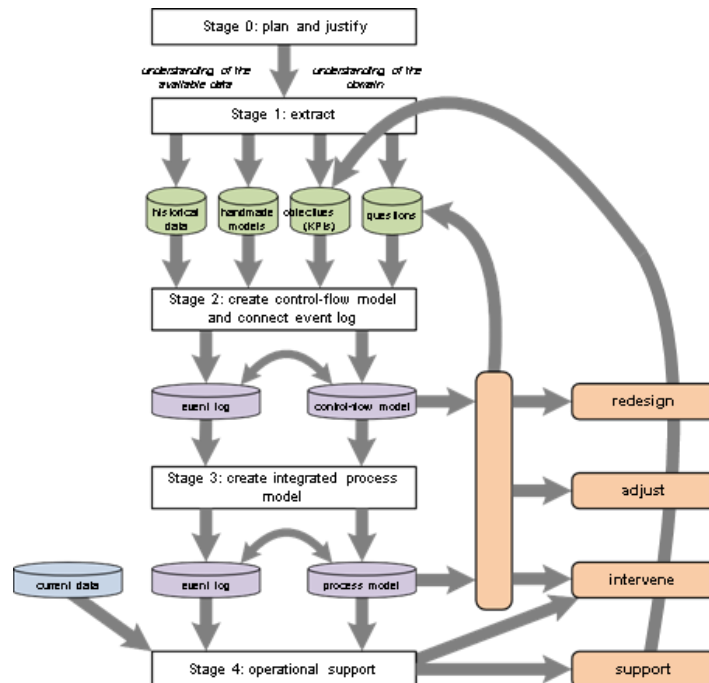 Stage 0: plan and justify
understanding of the
available data
understanding of the
domain
Stage 1: extract
historical
data
handmade
models
objectives
(KPIs)
questions
Stage 2: create control-flow model
and connect event log
event log
control-flow model
redesign
Stage 3: create integrated process
model
adjust
current data
event log
process model
intervene
Stage 4: operational support
support